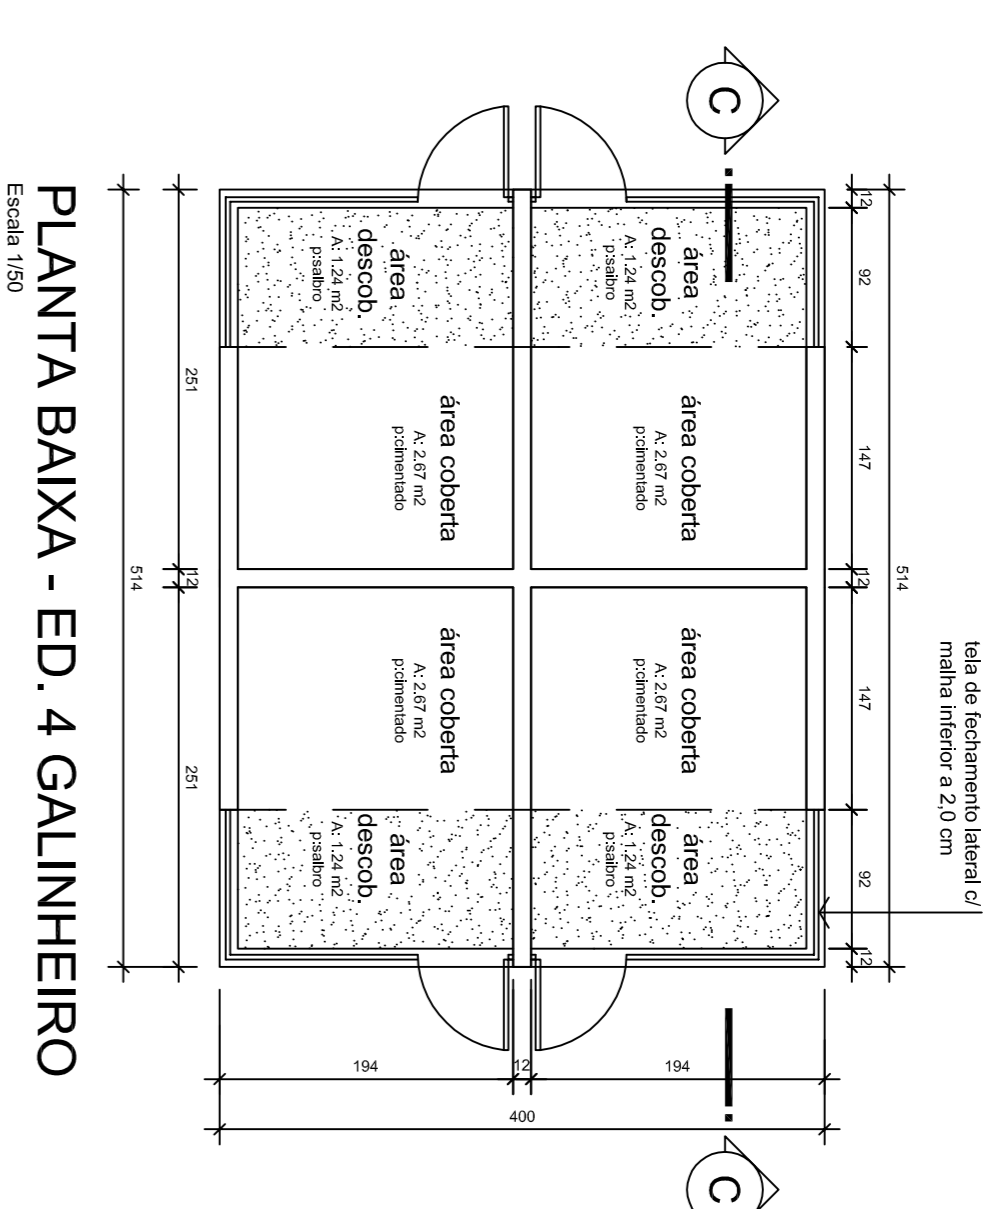 C
tela de fechamento lateral c/
malha inferior a 2,0 cm
514
12
92
147
12
147
92
12
área
descob.
A: 1.24 m2
p:saibro
área coberta
A: 2.67 m2
p:cimentado
área coberta
A: 2.67 m2
p:cimentado
área
descob.
A: 1.24 m2
p:saibro
área
descob.
A: 1.24 m2
p:saibro
área coberta
A: 2.67 m2
p:cimentado
área coberta
A: 2.67 m2
p:cimentado
área
descob.
A: 1.24 m2
p:saibro
194
12
194
400
C
251
12
251
514
PLANTA BAIXA - ED. 4 GALINHEIRO
Escala 1/50